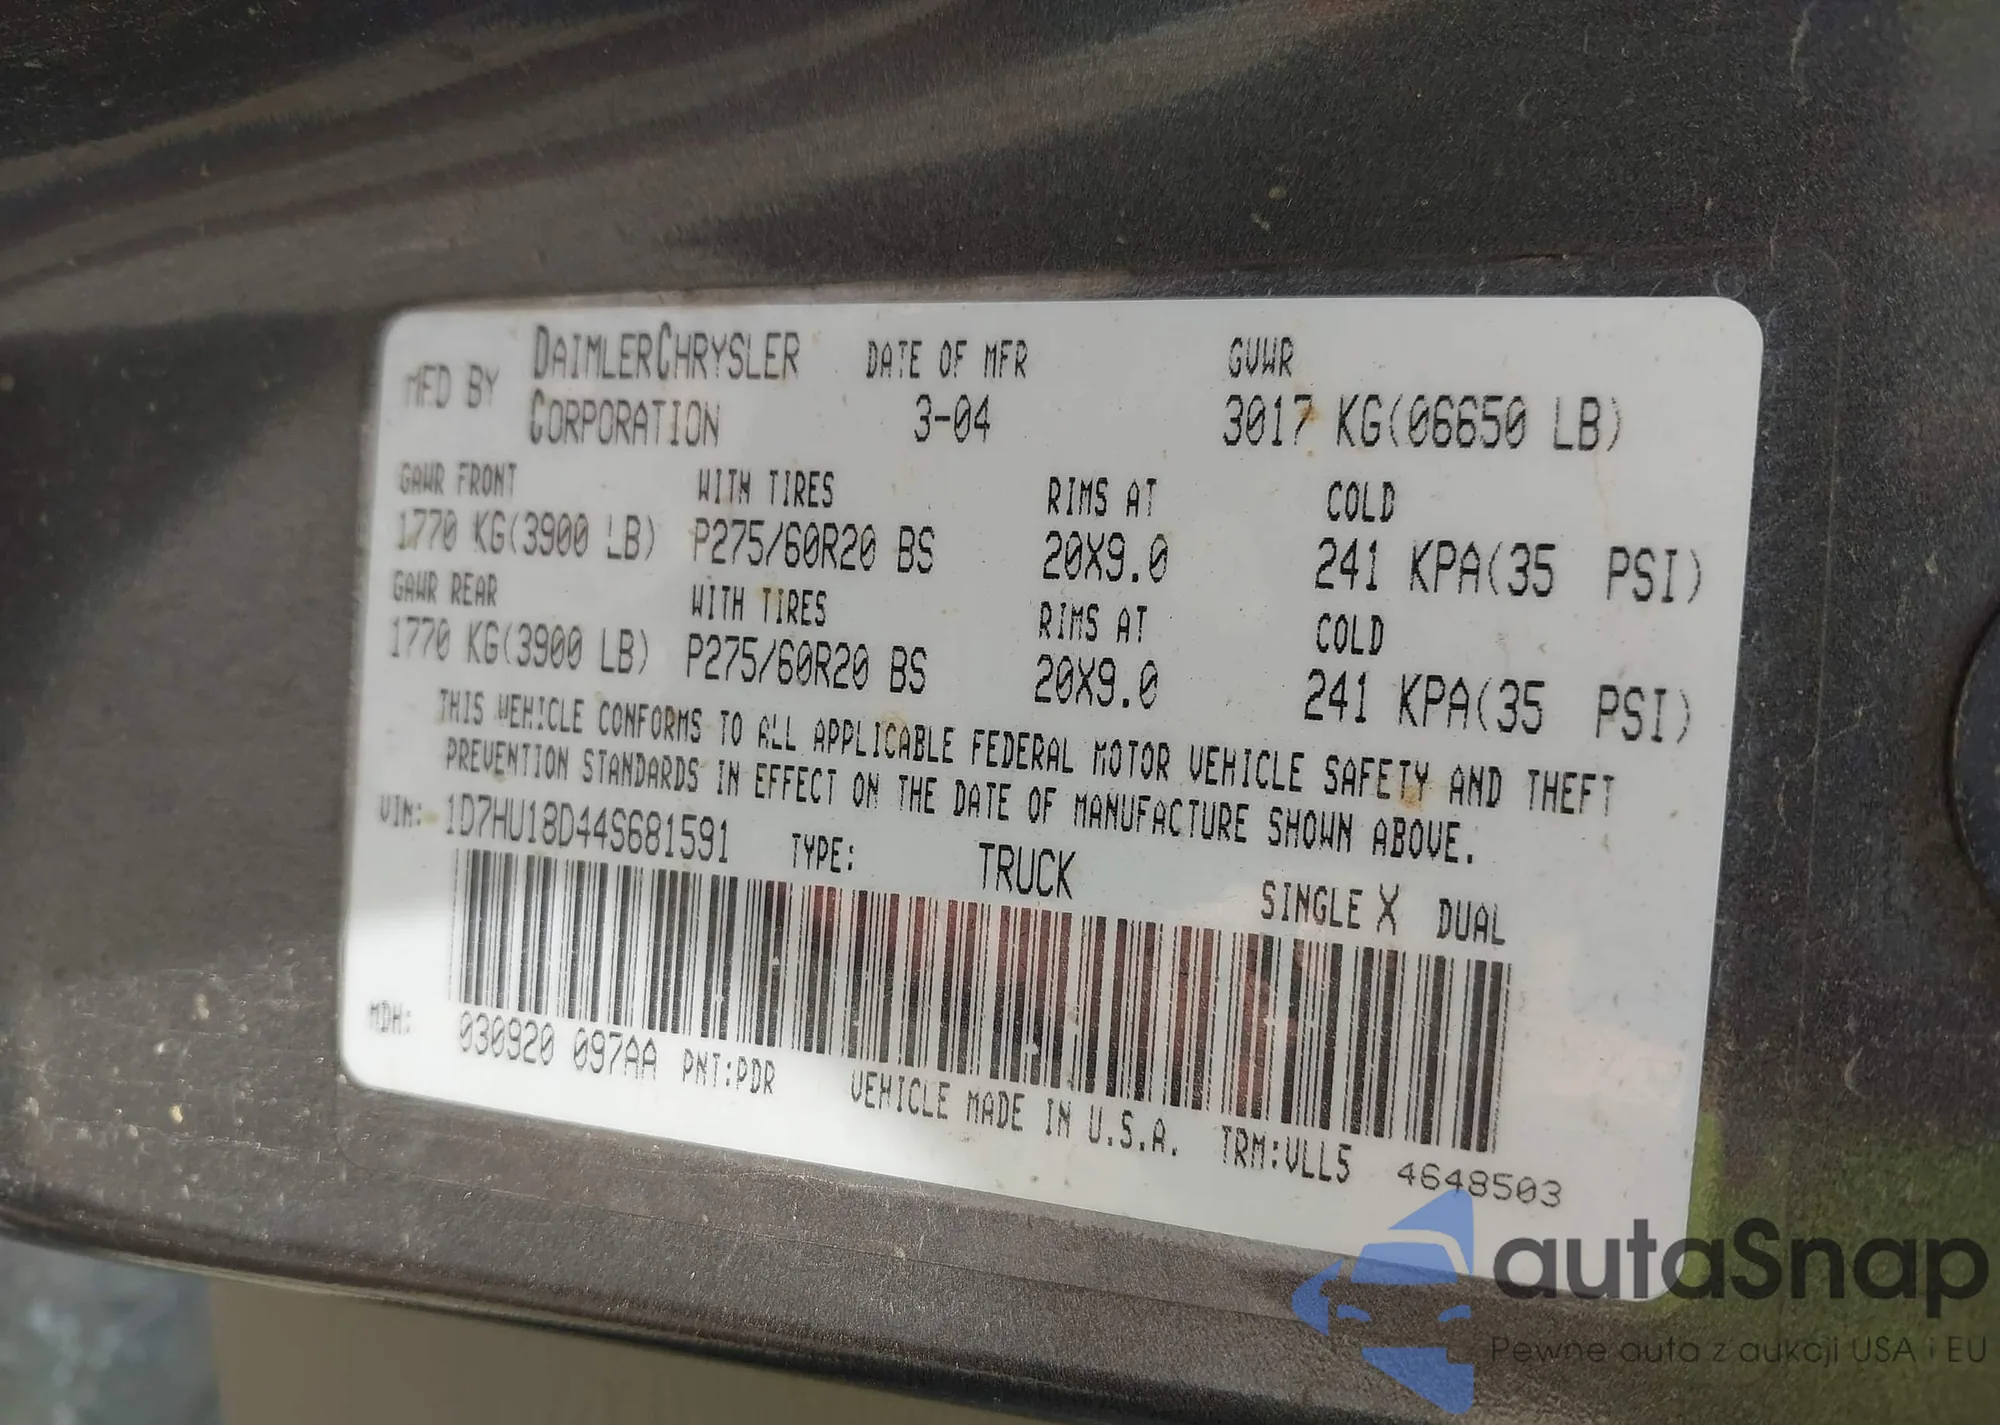 MFD BY DAIMLERCHRYSLER CORPORATION DATE OF MFR 3-04 GVWR 3017 KG(06650 LB)
GAWR FRONT WITH TIRES RIMS AT COLD
1770 KG(3900 LB) P275/60R20 BS 20X9.0 241 KPA(35 PSI)
GAWR REAR WITH TIRES RIMS AT COLD
1770 KG(3900 LB) P275/60R20 BS 20X9.0 241 KPA(35 PSI)
THIS VEHICLE CONFORMS TO ALL APPLICABLE FEDERAL MOTOR VEHICLE SAFETY AND THEFT
PREVENTION STANDARDS IN EFFECT ON THE DATE OF MANUFACTURE SHOWN ABOVE.
VIN: 1D7HU18D44S681591 TYPE: TRUCK SINGLE X DUAL
MDH: 030920 097AA PNT:PDR VEHICLE MADE IN U.S.A. TRM:VLL5 4648503
autaSnap
Pewne auta z aukcji USA i EU